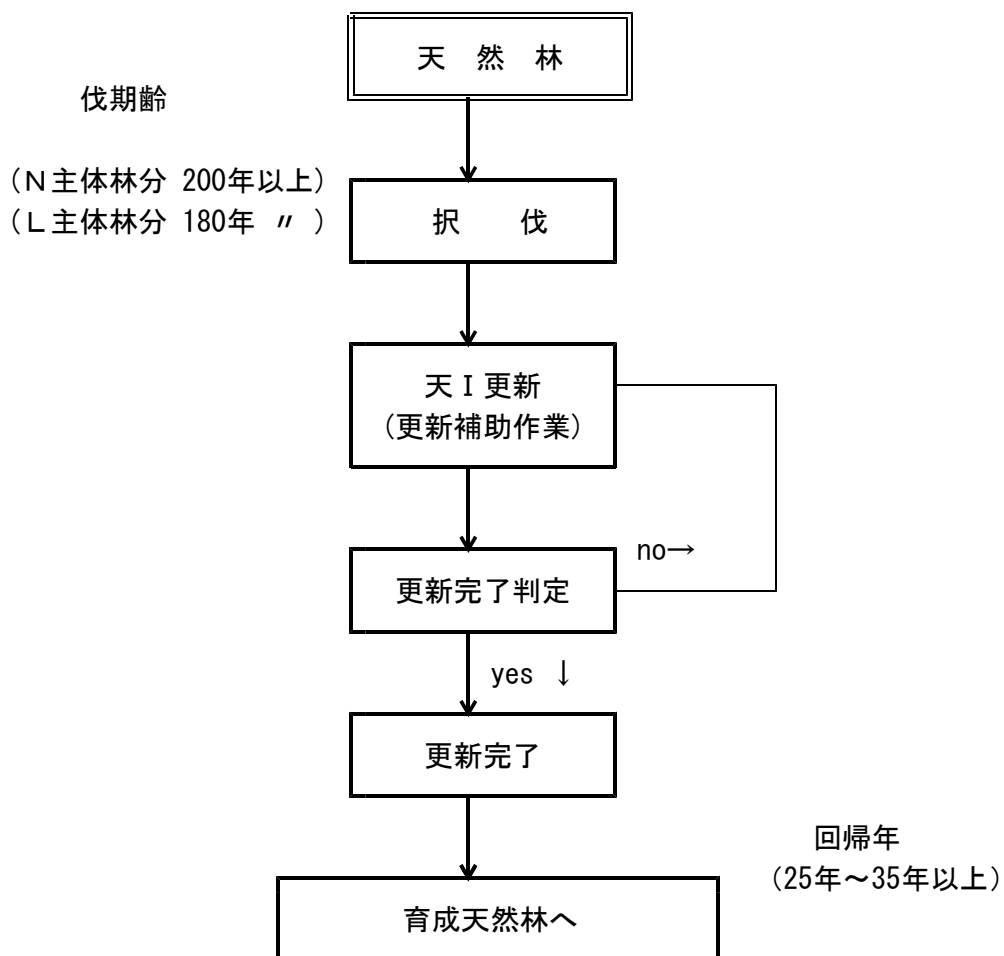 天　然　林
伐期齢
（Ｎ主体林分 200年以上）
（Ｌ主体林分 180年 〃 ）
択　　伐
天Ⅰ更新
（更新補助作業）
no→
更新完了判定
yes ↓
更新完了
回帰年
（25年～35年以上）
育成天然林へ